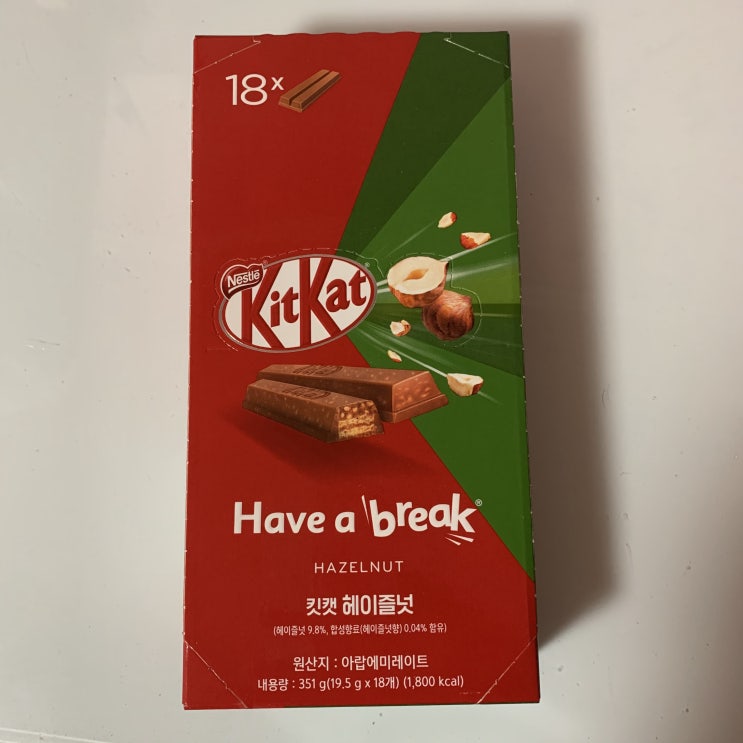 18x
Nestlé
KitKat
Have a break®
HAZELNUT
킷캣 헤이즐넛
(헤이즐넛 9.8%, 합성향료(헤이즐넛향) 0.04% 함유)
원산지 : 아랍에미레이트
내용량 : 351 g(19.5 g x 18개) (1,800 kcal)